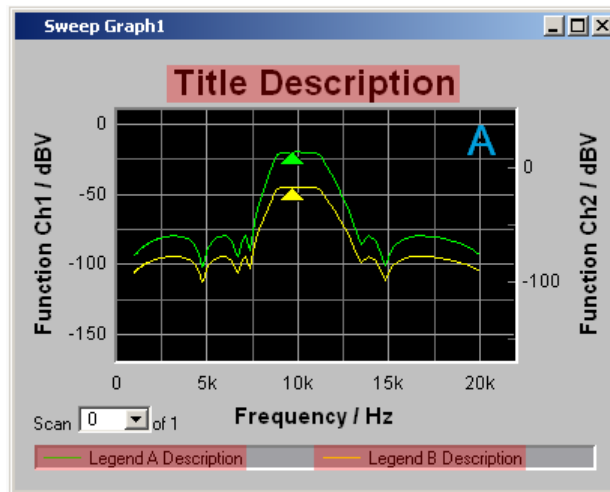 Sweep Graph1
Title Description
A
Function Ch1 / dBV
0
-50
-100
-150
0
-100
Function Ch2 / dBV
0 5k 10k 15k 20k
Frequency / Hz
Scan 0 of 1
Legend A Description Legend B Description